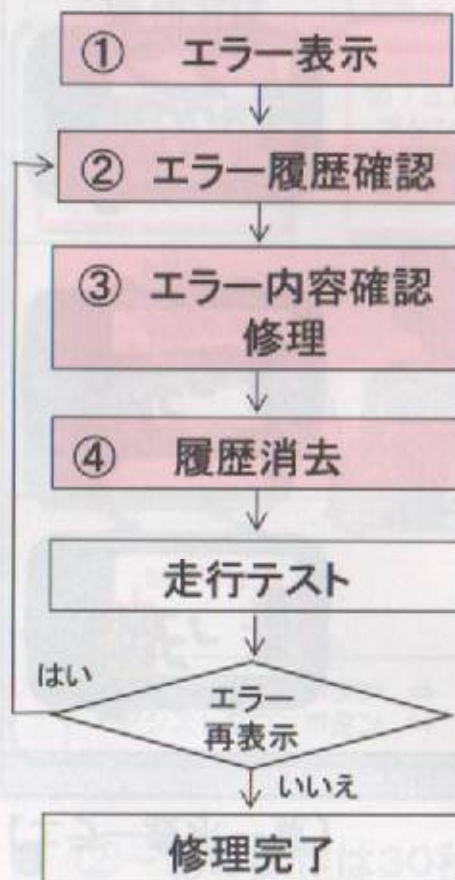 ① エラー表示
② エラー履歴確認
③ エラー内容確認
修理
④ 履歴消去
走行テスト
はい
エラー
再表示
いいえ
修理完了